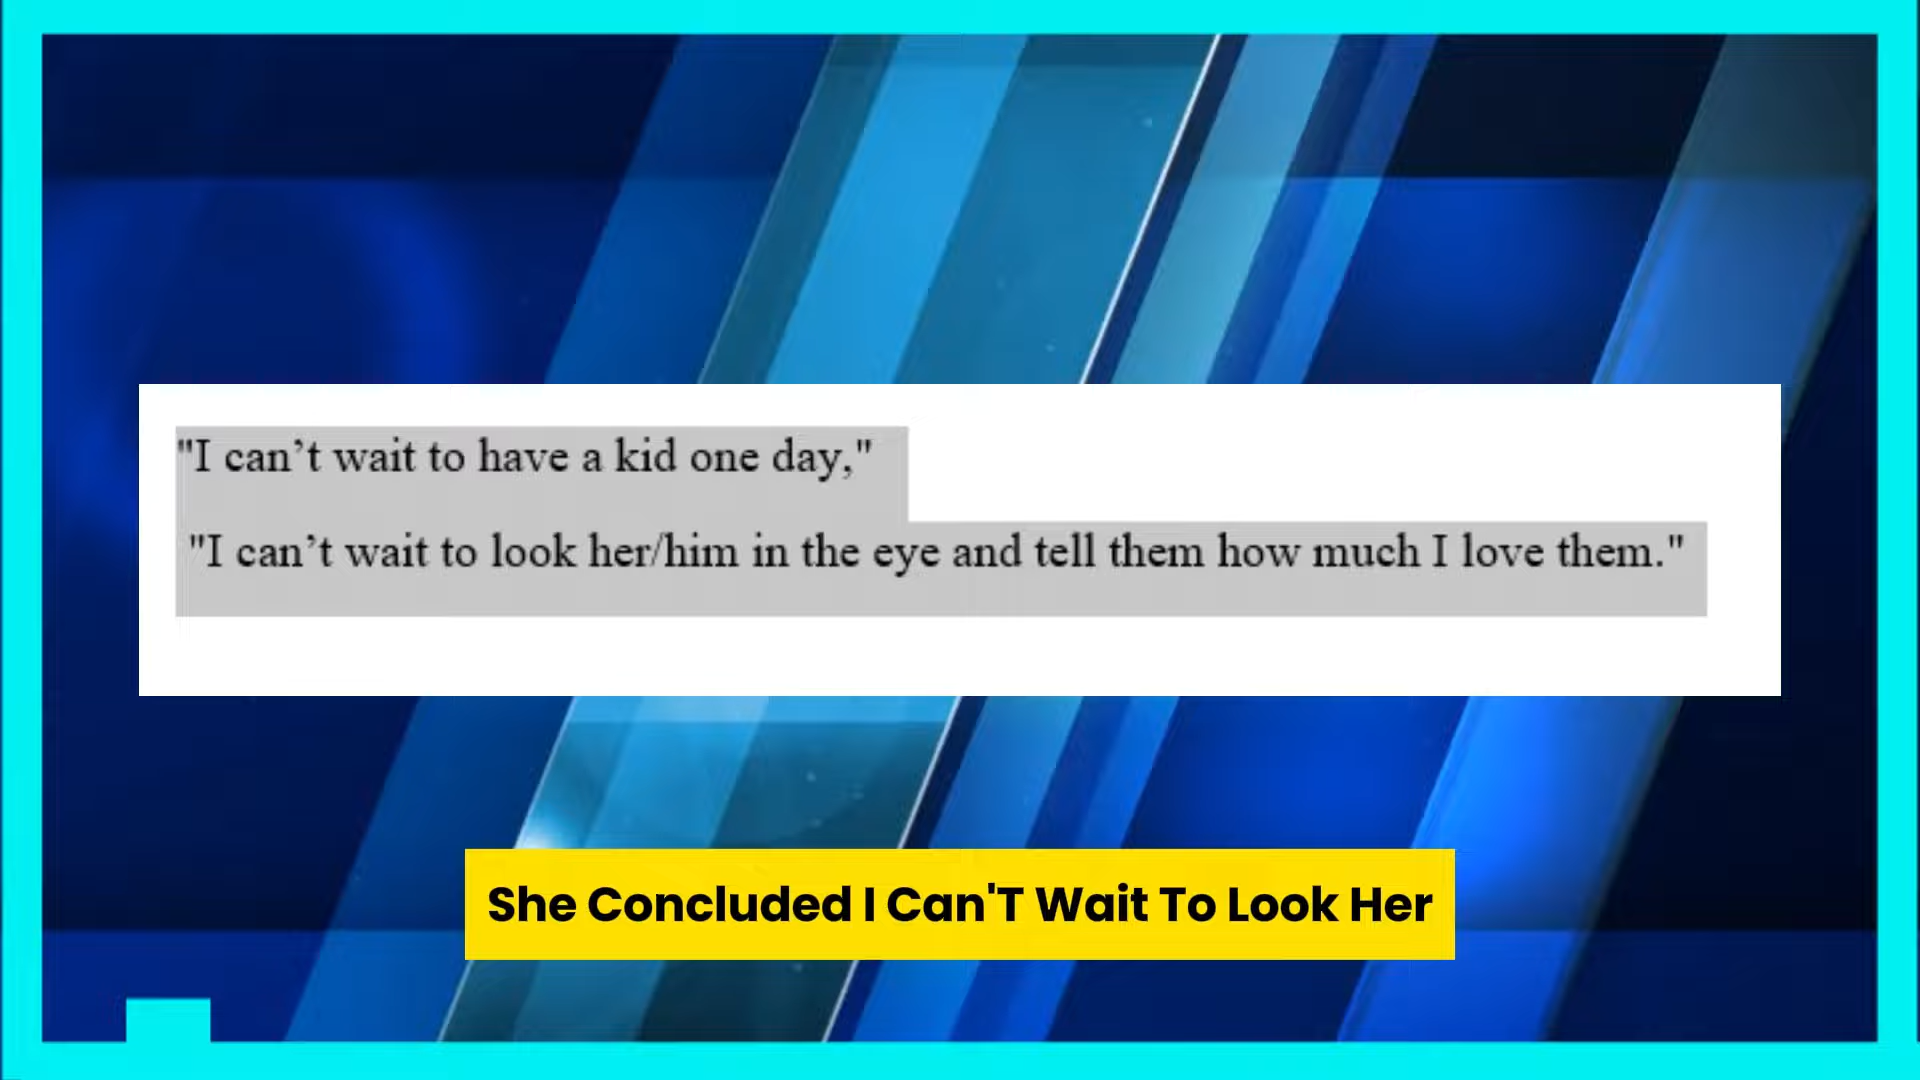 "I can’t wait to have a kid one day,"
"I can’t wait to look her/him in the eye and tell them how much I love them."
She Concluded I Can'T Wait To Look Her